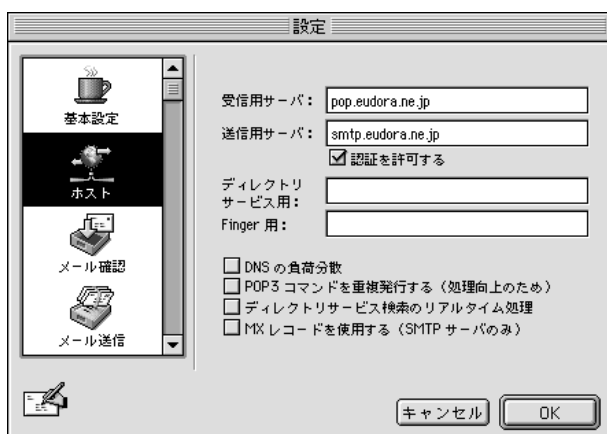 設定
基本設定
ホスト
メール確認
メール送信
受信用サーバ：
pop.eudora.ne.jp
送信用サーバ：
smtp.eudora.ne.jp
認証を許可する
ディレクトリ
サービス用：
Finger 用：
DNS の負荷分散
POP3 コマンドを重複発行する（処理向上のため）
ディレクトリサービス検索のリアルタイム処理
MX レコードを使用する（SMTP サーバのみ）
キャンセル
OK